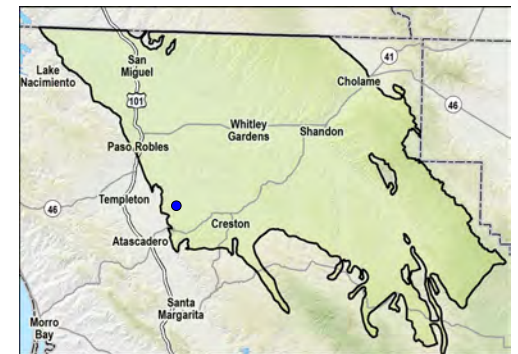 San
Miguel
Lake
Nacimiento
41
Cholame
101
46
Whitley
Gardens
Shandon
Paso Robles
Templeton
46
Creston
Atascadero
Santa
Margarita
Morro
Bay